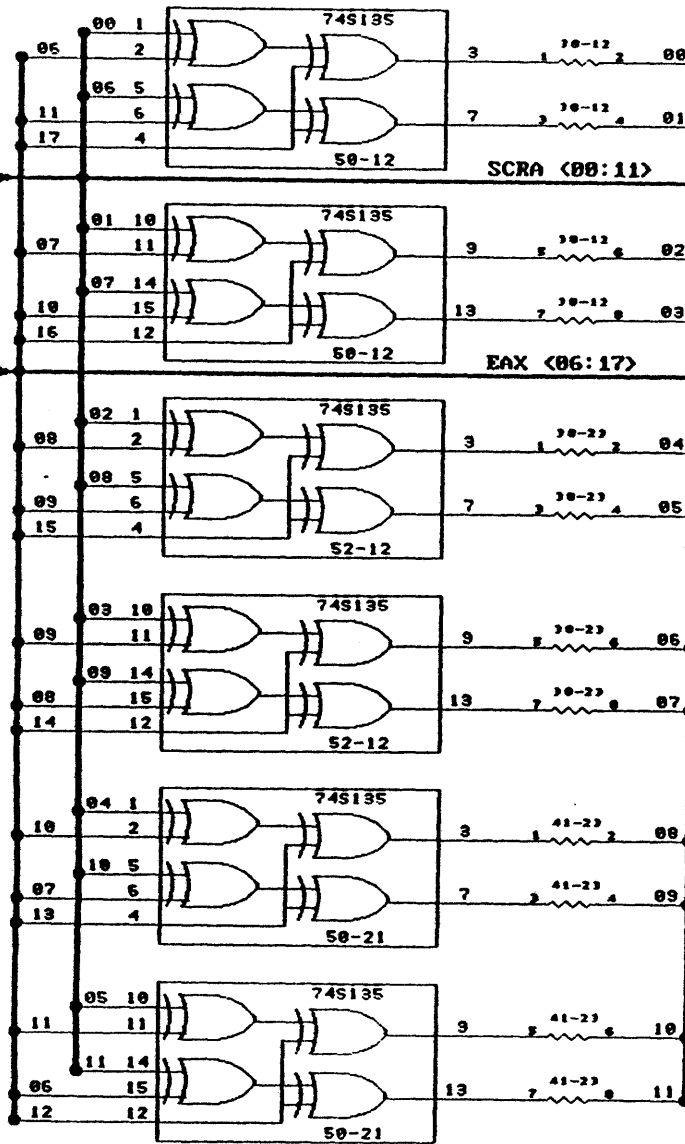 74S135
00 1
06 2
3 1 30-12 2 00
06 5
11 6
7 3 30-12 4 01
17 4
50-12
SCRA <00:11>
74S135
01 10
07 11
9 5 30-12 6 02
07 14
10 15
13 7 30-12 8 03
16 12
50-12
EAX <06:17>
74S135
02 1
08 2
3 1 30-23 2 04
08 5
09 6
7 3 30-23 4 05
15 4
52-12
74S135
03 10
09 11
9 5 30-23 6 06
09 14
08 15
13 7 30-23 8 07
14 12
52-12
74S135
04 1
10 2
3 1 41-23 2 08
10 5
07 6
7 3 41-23 4 09
13 4
50-21
74S135
05 10
11 11
9 5 41-23 6 10
11 14
06 15
13 7 41-23 8 11
12 12
50-21